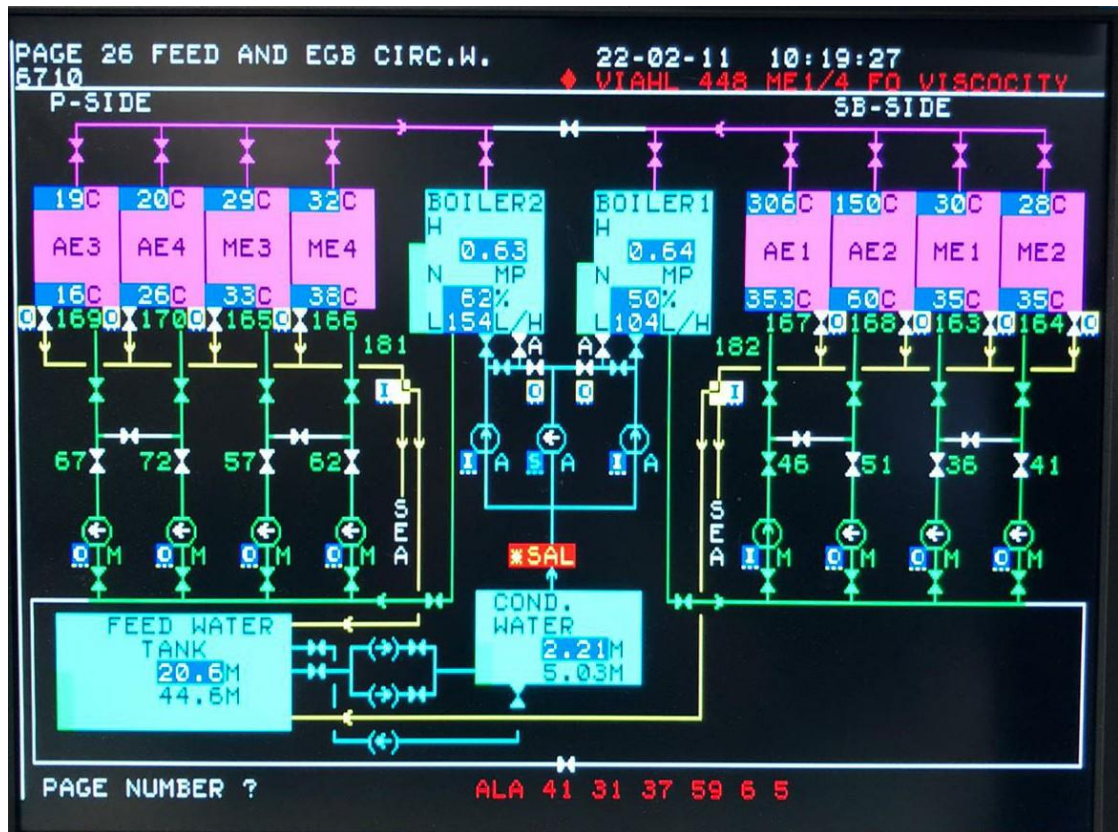 PAGE 26 FEED AND EGB CIRC.W. 22-02-11 10:19:27
6710 VIAHL 448 ME1/4 FO VISCOCITY
P-SIDE SB-SIDE
19C 20C 29C 32C BOILER2 BOILER1 306C 150C 30C 28C
H H
AE3 AE4 ME3 ME4 0.63 0.64 AE1 AE2 ME1 ME2
N MP N MP
16C 26C 33C 38C 62% 50% 353C 60C 35C 35C
O 169 O 170 O 165 O 166 L 154L/H L 104L/H 167 O 168 O 163 O 164 O
181 A A 182
I O O I
67 72 57 62 I A S A I A 46 51 36 41
SEA SEA
O M O M O M O M I M O M O M O M
*SAL
FEED WATER
TANK
20.6M
44.6M
COND.
WATER
2.21M
5.03M
PAGE NUMBER ? ALA 41 31 37 59 6 5